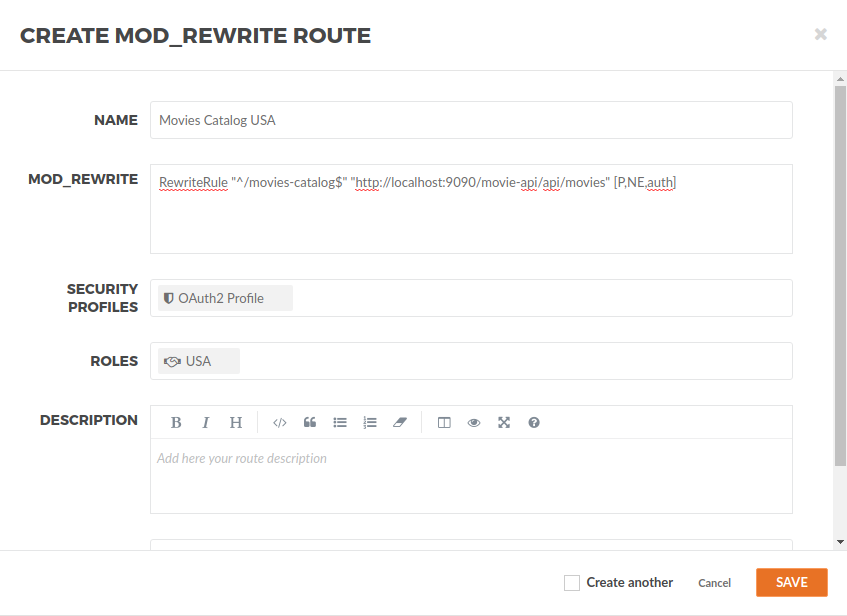 CREATE MOD_REWRITE ROUTE
NAME
Movies Catalog USA
MOD_REWRITE
RewriteRule "^/movies-catalog$" "http://localhost:9090/movie-api/api/movies" [P,NE,auth]
SECURITY
PROFILES
OAuth2 Profile
ROLES
USA
DESCRIPTION
B I H
Add here your route description
Create another
Cancel
SAVE